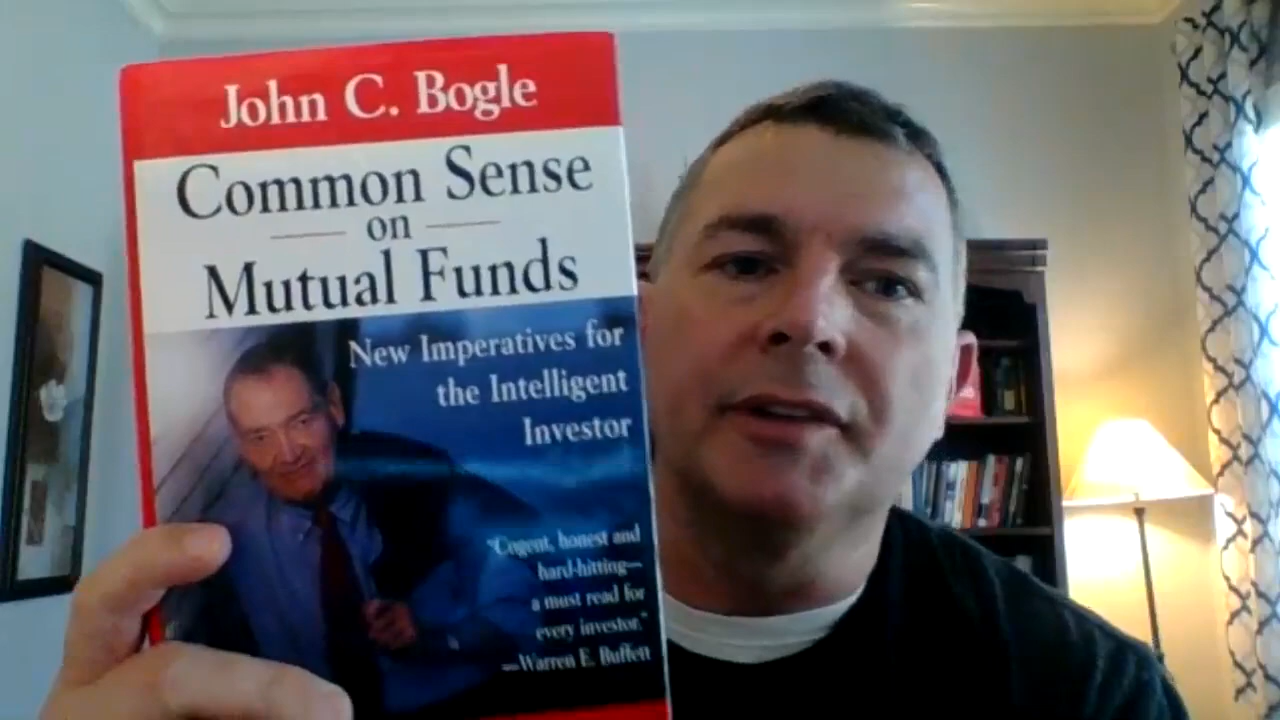 John C. Bogle
Common Sense
on
Mutual Funds
New Imperatives for
the Intelligent
Investor
"Cogent, honest and
hard-hitting—
a must read for
every investor."
—Warren E. Buffett